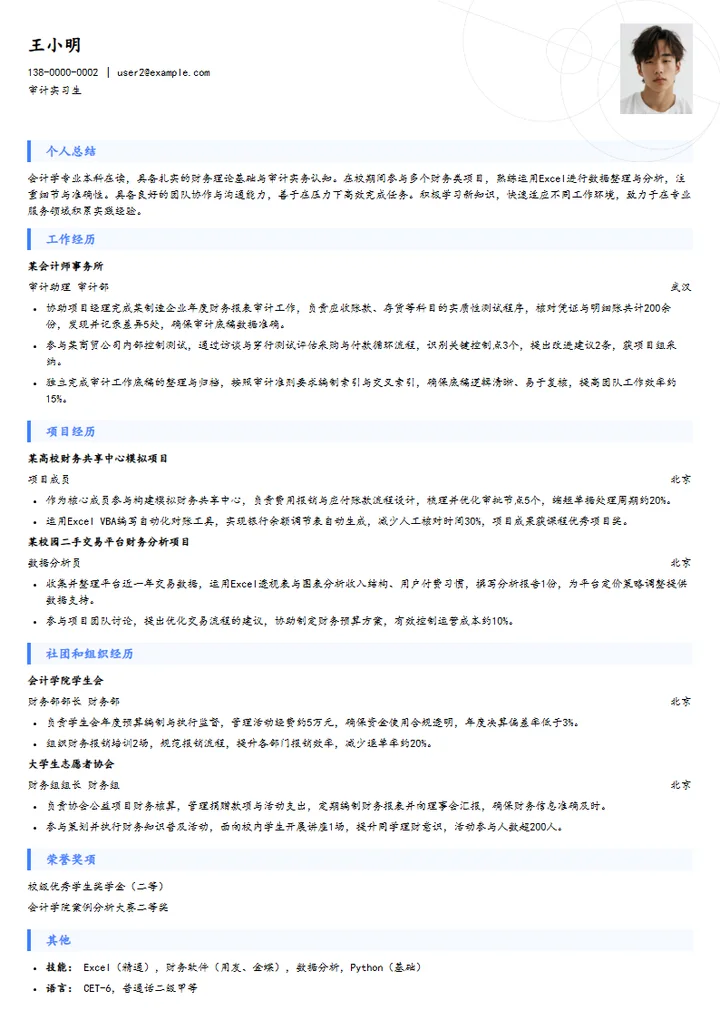 王小明
138-0000-0002 | user2@example.com
审计实习生
个人总结
会计学专业本科在读，具备扎实的财务理论基础与审计实务认知。在校期间参与多个财务类项目，熟练运用Excel进行数据整理与分析，注
重细节与准确性。具备良好的团队协作与沟通能力，善于在压力下高效完成任务。积极学习新知识，快速适应不同工作环境，致力于在专业
服务领域积累实践经验。
工作经历
某会计师事务所
审计助理 审计部 武汉
• 协助项目经理完成某制造企业年度财务报表审计工作，负责应收账款、存货等科目的实质性测试程序，核对凭证与明细账共计200余
份，发现并记录差异5处，确保审计底稿数据准确。
• 参与某商贸公司内部控制测试，通过访谈与穿行测试评估采购与付款循环流程，识别关键控制点3个，提出改进建议2条，获项目组采
纳。
• 独立完成审计工作底稿的整理与归档，按照审计准则要求编制索引与交叉索引，确保底稿逻辑清晰、易于复核，提高团队工作效率约
15%。
项目经历
某高校财务共享中心模拟项目
项目成员 北京
• 作为核心成员参与构建模拟财务共享中心，负责费用报销与应付账款流程设计，梳理并优化审批节点5个，缩短单据处理周期约20%。
• 运用Excel VBA编写自动化对账工具，实现银行余额调节表自动生成，减少人工核对时间30%，项目成果获课程优秀项目奖。
某校园二手交易平台财务分析项目
数据分析员 北京
• 收集并整理平台近一年交易数据，运用Excel透视表与图表分析收入结构、用户付费习惯，撰写分析报告1份，为平台定价策略调整提供
数据支持。
• 参与项目团队讨论，提出优化交易流程的建议，协助制定财务预算方案，有效控制运营成本约10%。
社团和组织经历
会计学院学生会
财务部部长 财务部 北京
• 负责学生会年度预算编制与执行监督，管理活动经费约5万元，确保资金使用合规透明，年度决算偏差率低于3%。
• 组织财务报销培训2场，规范报销流程，提升各部门报销效率，减少退单率约20%。
大学生志愿者协会
财务组组长 财务组 北京
• 负责协会公益项目财务核算，管理捐赠款项与活动支出，定期编制财务报表并向理事会汇报，确保财务信息准确及时。
• 参与策划并执行财务知识普及活动，面向校内学生开展讲座1场，提升同学理财意识，活动参与人数超200人。
荣誉奖项
校级优秀学生奖学金（二等）
会计学院案例分析大赛二等奖
其他
• 技能： Excel（精通），财务软件（用友、金蝶），数据分析，Python（基础）
• 语言： CET-6，普通话二级甲等